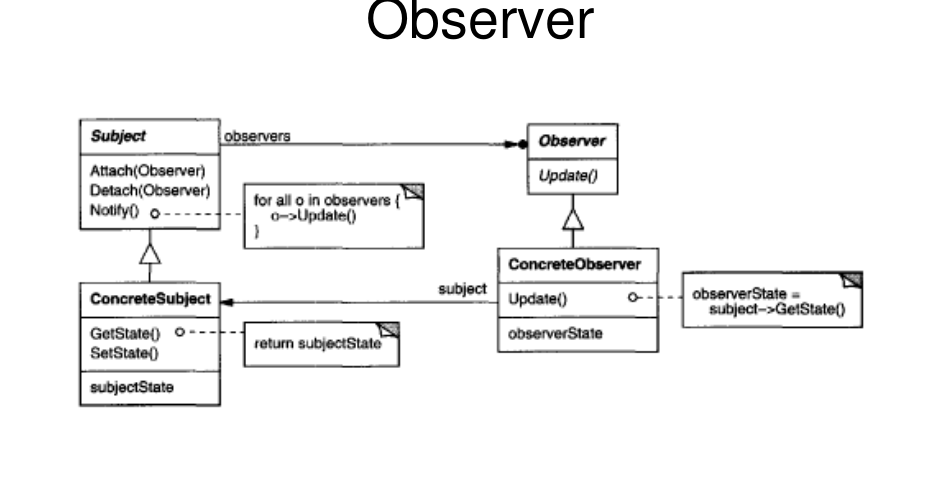 Observer
Subject
Attach(Observer)
Detach(Observer)
Notify()
observers
for all o in observers {
o->Update()
}
Observer
Update()
ConcreteSubject
GetState()
SetState()
subjectState
return subjectState
subject
ConcreteObserver
Update()
observerState
observerState =
subject->GetState()